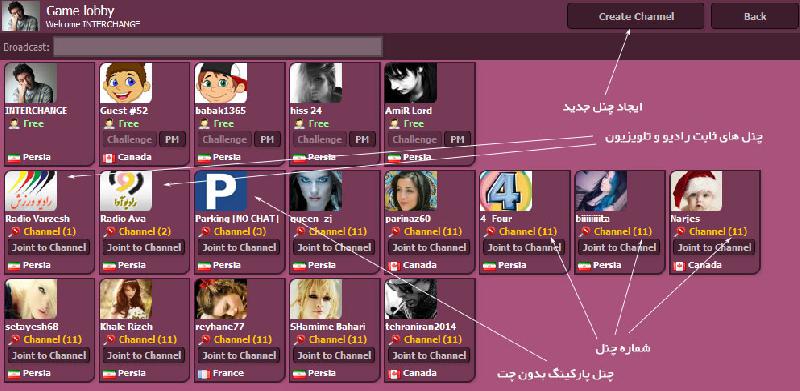 Game lobby
Welcome INTERCHANGE
Create Channel
Back
Broadcast:
INTERCHANGE
Free
Persia
Guest #52
Free
Challenge PM
Canada
babak1365
Free
Challenge PM
Persia
hiss 24
Free
Challenge PM
Persia
AmiR Lord
Free
Challenge PM
Persia
ایجاد چنل جدید
چنل های ثابت رادیو و تلویزیون
رادیو ورزش
Radio Varzesh
Channel (1)
Joint to Channel
Persia
رادیو آوا
Radio Ava
Channel (2)
Joint to Channel
Persia
P
Parking [NO CHAT]
Channel (3)
Joint to Channel
Persia
queen_zj
Channel (11)
Joint to Channel
Persia
parinaz60
Channel (11)
Joint to Channel
Canada
4
4_Four
Channel (11)
Joint to Channel
Persia
Channel (11)
Joint to Channel
Persia
Narjes
Channel (11)
Joint to Channel
Canada
setayesh68
Channel (11)
Joint to Channel
Persia
Khale Rizeh
Channel (11)
Joint to Channel
Persia
reyhane77
Channel (11)
Joint to Channel
France
SHamime Bahari
Channel (11)
Joint to Channel
Persia
tehraniran2014
Channel (11)
Joint to Channel
Canada
شماره چنل
چنل پارکینگ بدون چت